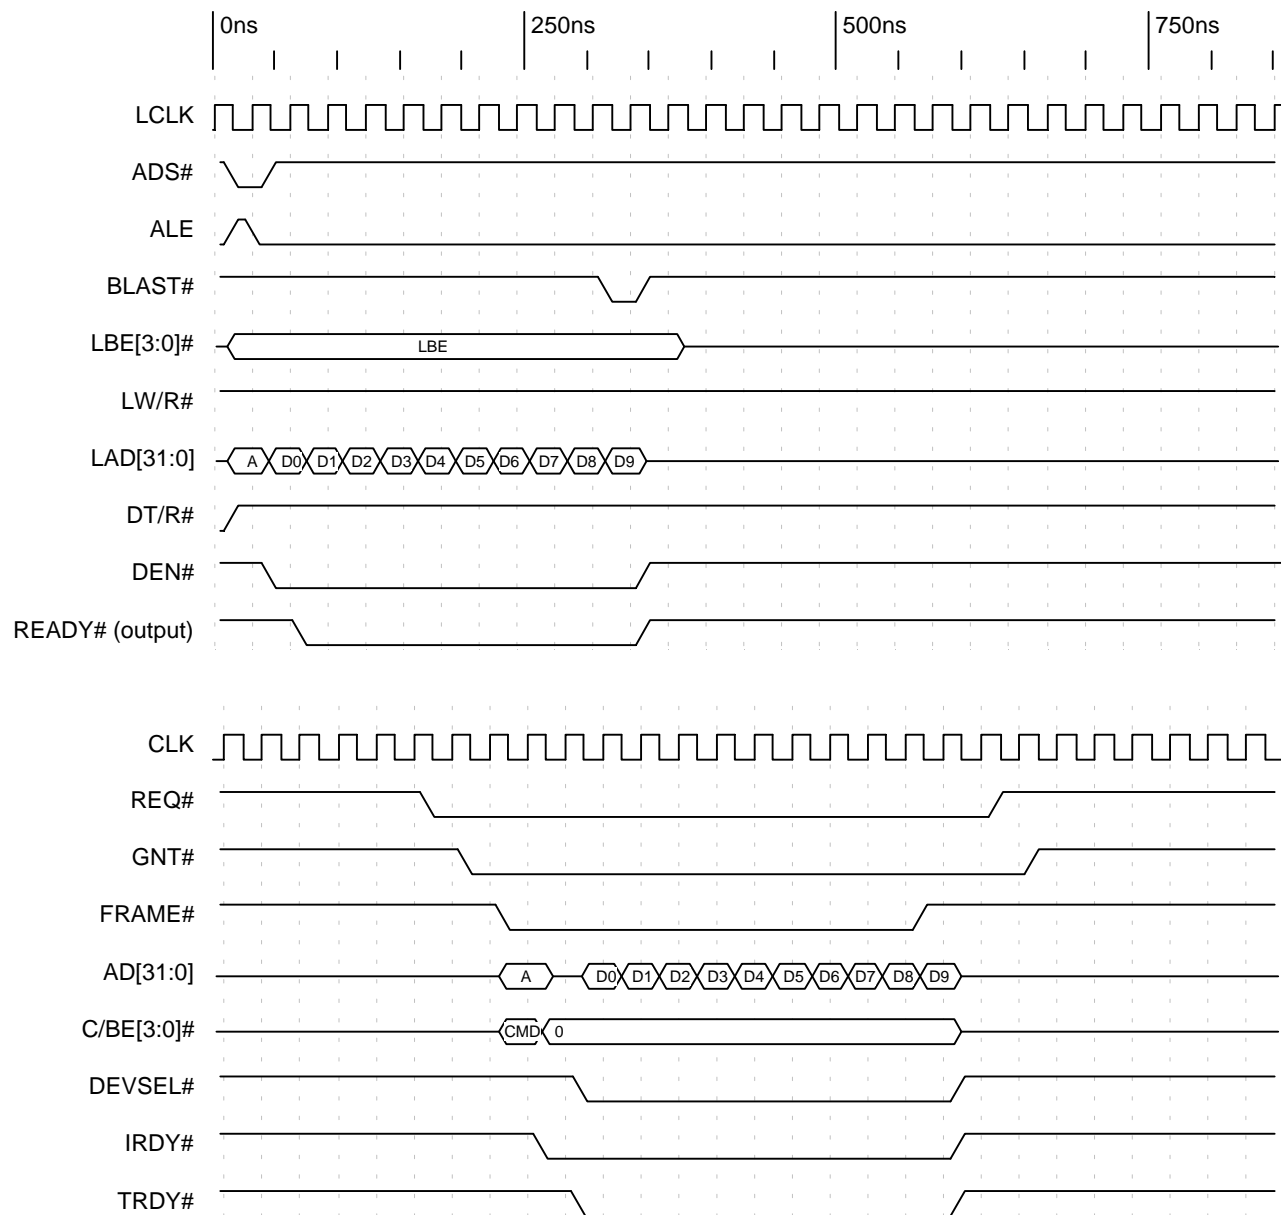 0ns 250ns 500ns 750ns
LCLK
ADS#
ALE
BLAST#
LBE[3:0]# LBE
LW/R#
LAD[31:0] A D0 D1 D2 D3 D4 D5 D6 D7 D8 D9
DT/R#
DEN#
READY# (output)
CLK
REQ#
GNT#
FRAME#
AD[31:0] A D0 D1 D2 D3 D4 D5 D6 D7 D8 D9
C/BE[3:0]# CMD 0
DEVSEL#
IRDY#
TRDY#